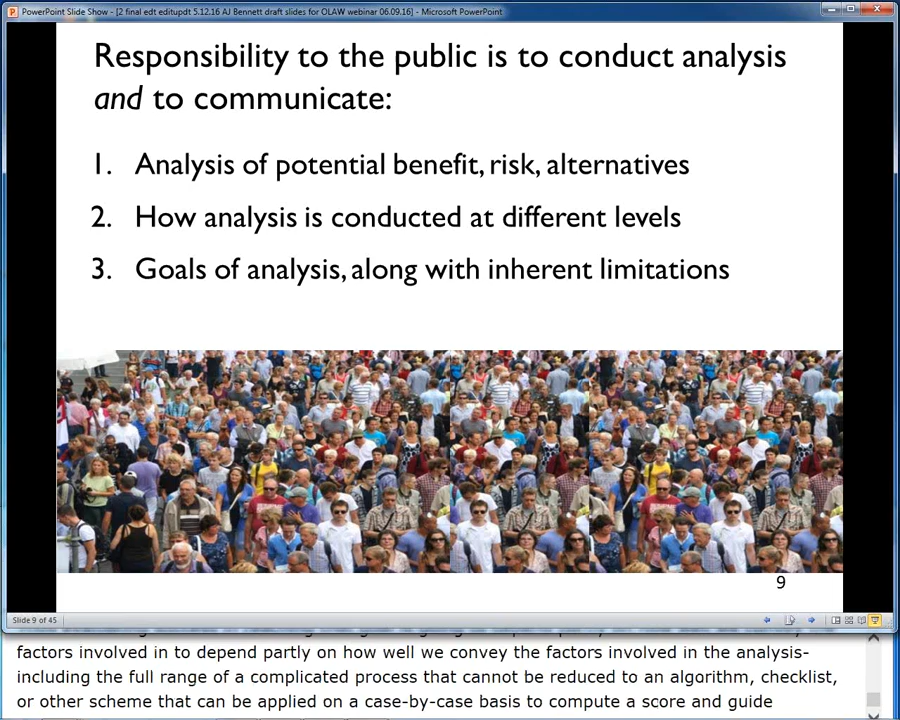 PowerPoint Slide Show - [2 final edt editupdt 5.12.16 AJ Bennett draft slides for OLAW webinar 06.09.16] - Microsoft PowerPoint
Responsibility to the public is to conduct analysis
and to communicate:
1. Analysis of potential benefit, risk, alternatives
2. How analysis is conducted at different levels
3. Goals of analysis, along with inherent limitations
9
Slide 9 of 45
factors involved in to depend partly on how well we convey the factors involved in the analysis-
including the full range of a complicated process that cannot be reduced to an algorithm, checklist,
or other scheme that can be applied on a case-by-case basis to compute a score and guide